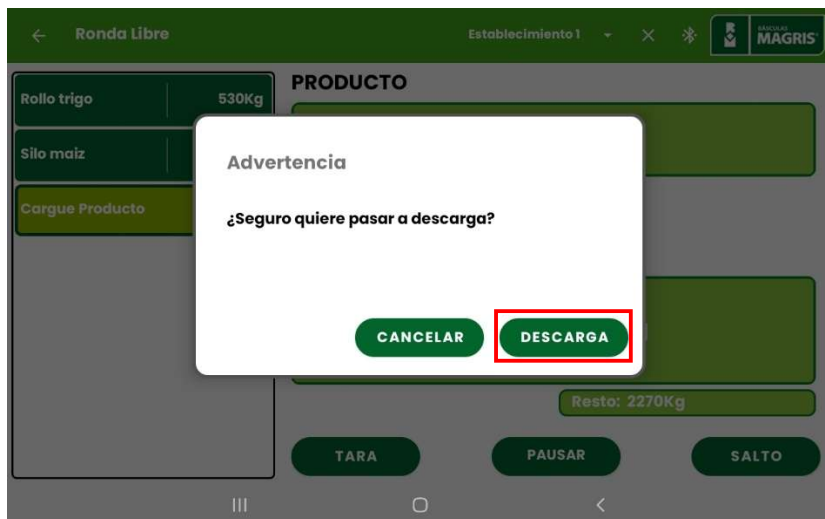 Ronda Libre
Establecimiento 1
BÁSCULAS
MAGRIS
Rollo trigo 530Kg
Silo maiz
Cargue Producto
PRODUCTO
Advertencia
¿Seguro quiere pasar a descarga?
CANCELAR DESCARGA
Resto: 2270Kg
TARA PAUSAR SALTO